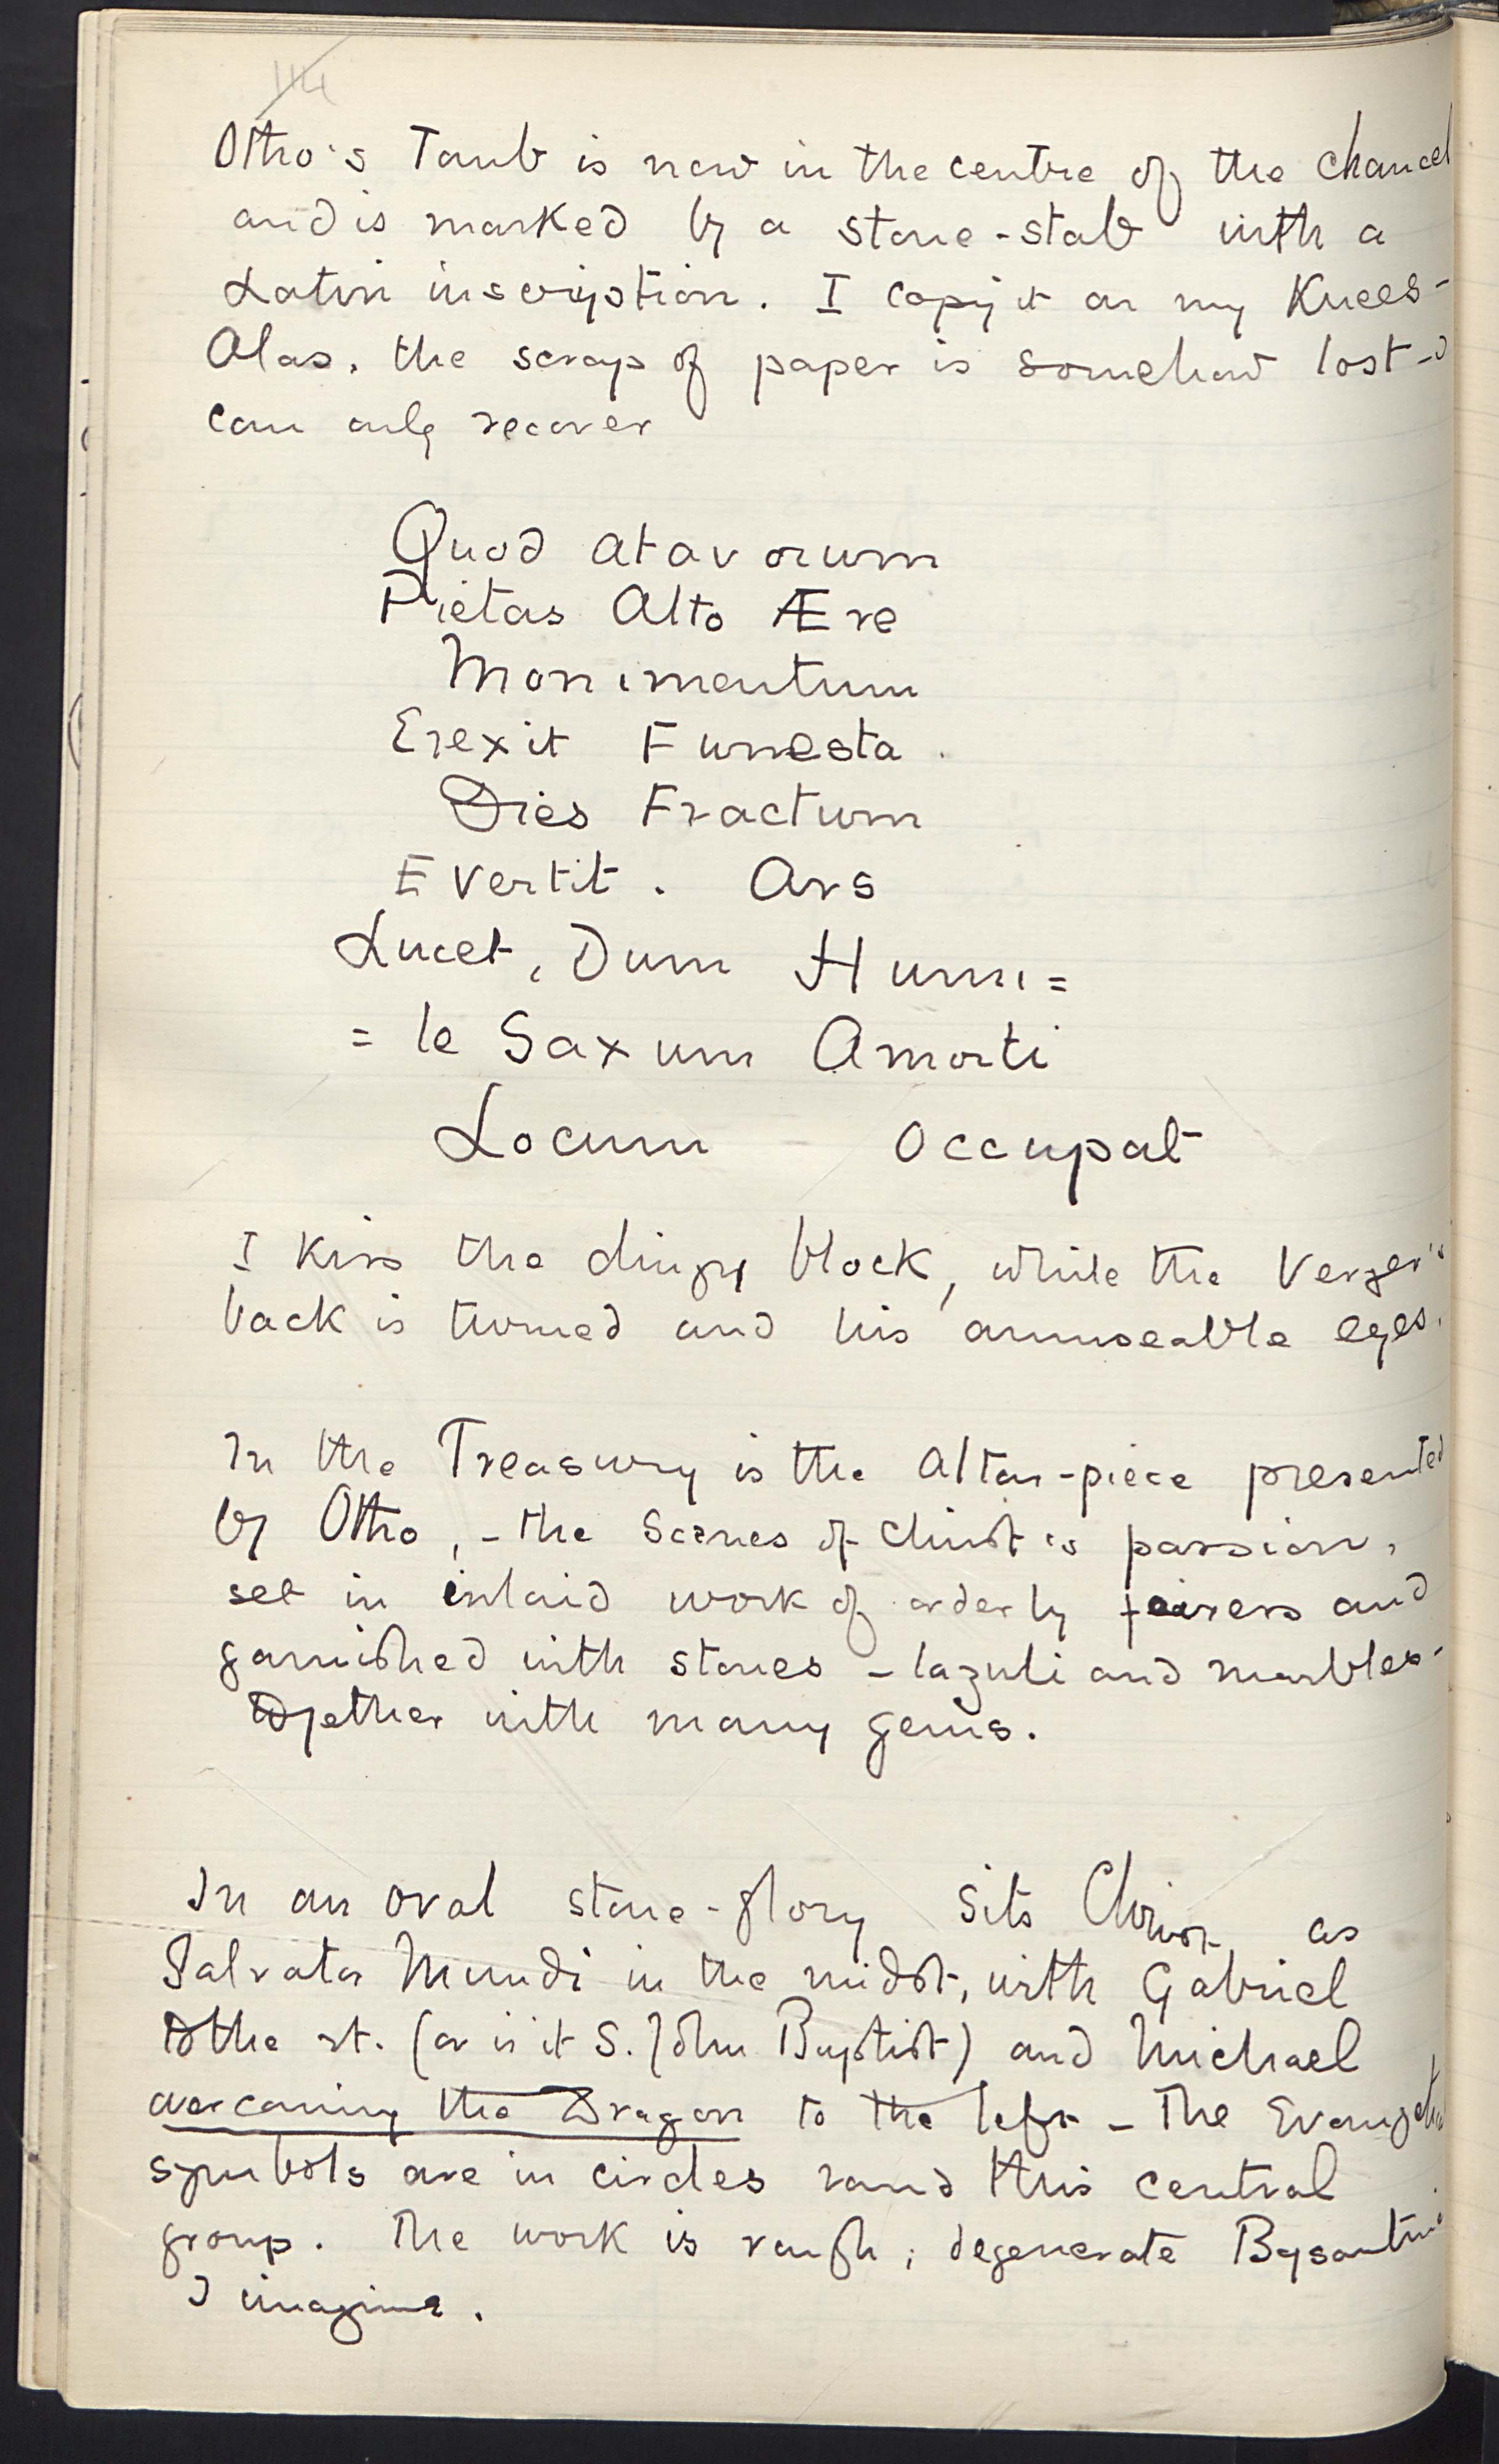 114
Otho's Tomb is now in the centre of the chancel
and is marked by a stone-slab with a
Latin inscription. I copy it on my knees -
Alas, the scrap of paper is somehow lost - I
can only recover
Quod atavorum
Pietas Alto Ære
Monimentum
Erexit Funesta.
Dies Fractum
Evertit. Ars
Lucet, Dum Humi=
=le Saxum Amorti
Locum Occupat
I kiss the dingy block, while the Verger's
back is turned and his amuseable eyes.
In the Treasury is the Altar-piece presented
by Otho, - the scenes of Christ's passion,
set in inlaid work of orderly and
garnished with stones - lazuli and marbles -
together with many gems.
In an oval stone-glory sits Christ as
Salvator Mundi in the midst, with Gabriel
to the rt. (or is it S. John Baptist) and Michael
overcoming the Dragon to the left - The Evangelist
symbols are in circles round this central
group. The work is rough; degenerate Bysantine
I imagine.